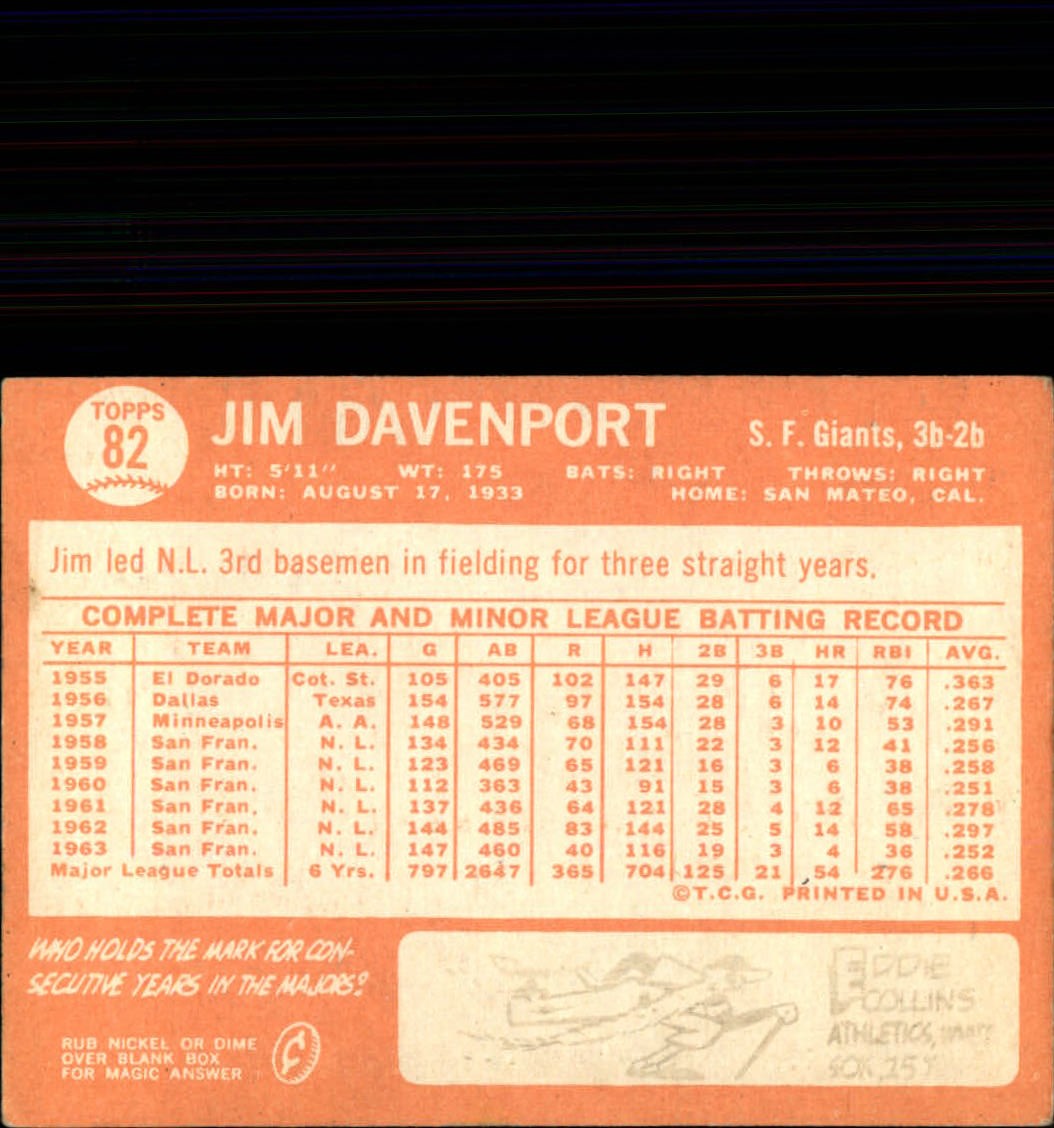 TOPPS
82
JIM DAVENPORT
S. F. Giants, 3b-2b
HT: 5'11" WT: 175 BATS: RIGHT THROWS: RIGHT
BORN: AUGUST 17, 1933 HOME: SAN MATEO, CAL.
Jim led N.L. 3rd basemen in fielding for three straight years.
COMPLETE MAJOR AND MINOR LEAGUE BATTING RECORD
YEAR TEAM LEA. G AB R H 2B 3B HR RBI AVG.
1955 El Dorado Cot. St. 105 405 102 147 29 6 17 76 .363
1956 Dallas Texas 154 577 97 154 28 6 14 74 .267
1957 Minneapolis A. A. 148 529 68 154 28 3 10 53 .291
1958 San Fran. N. L. 134 434 70 111 22 3 12 41 .256
1959 San Fran. N. L. 123 469 65 121 16 3 6 38 .258
1960 San Fran. N. L. 112 363 43 91 15 3 6 38 .251
1961 San Fran. N. L. 137 436 64 121 28 4 12 65 .278
1962 San Fran. N. L. 144 485 83 144 25 5 14 58 .297
1963 San Fran. N. L. 147 460 40 116 19 3 4 36 .252
Major League Totals 6 Yrs. 797 2647 365 704 125 21 54 276 .266
©T.C.G. PRINTED IN U.S.A.
WHO HOLDS THE MARK FOR CON-
SECUTIVE YEARS IN THE MAJORS?
RUB NICKEL OR DIME
OVER BLANK BOX
FOR MAGIC ANSWER
EDDIE
COLLINS
ATHLETICS,
SOX,25Y